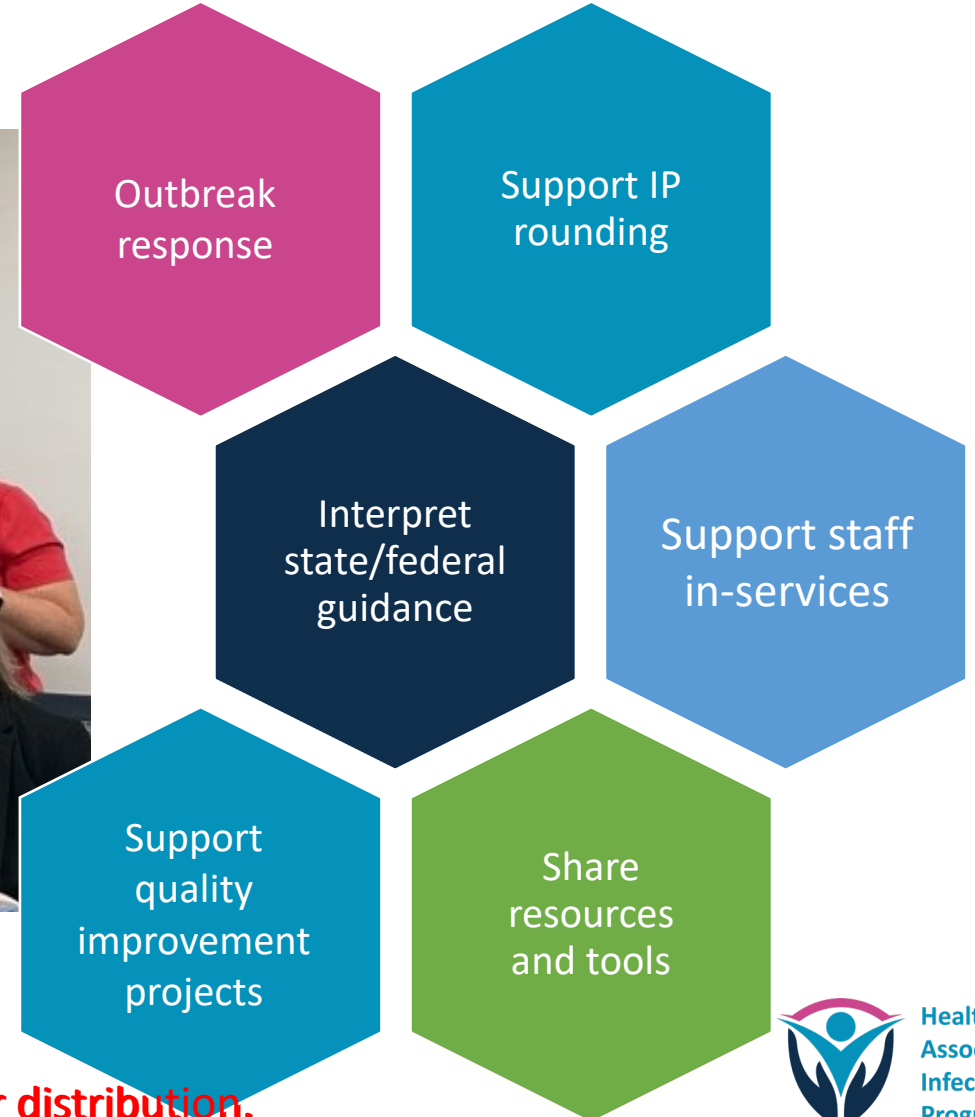 Outbreak
response
Support IP
rounding
Interpret
state/federal
guidance
Support staff
in-services
Support
quality
improvement
projects
Share
resources
and tools
distribution.